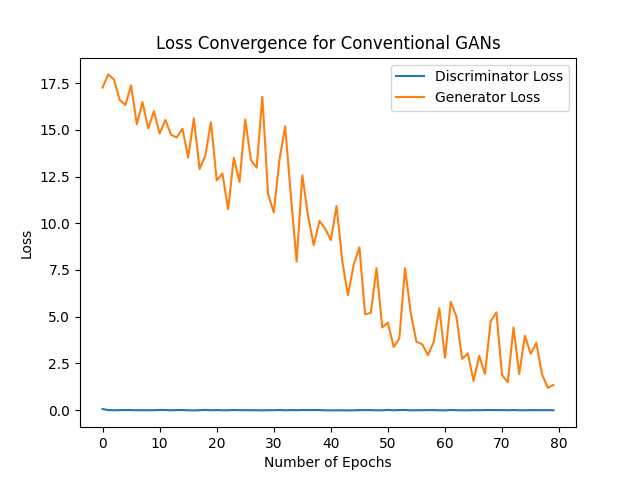 Loss Convergence for Conventional GANs
Discriminator Loss
Generator Loss
17.5
15.0
12.5
10.0
7.5
5.0
2.5
0.0
Loss
0 10 20 30 40 50 60 70 80
Number of Epochs